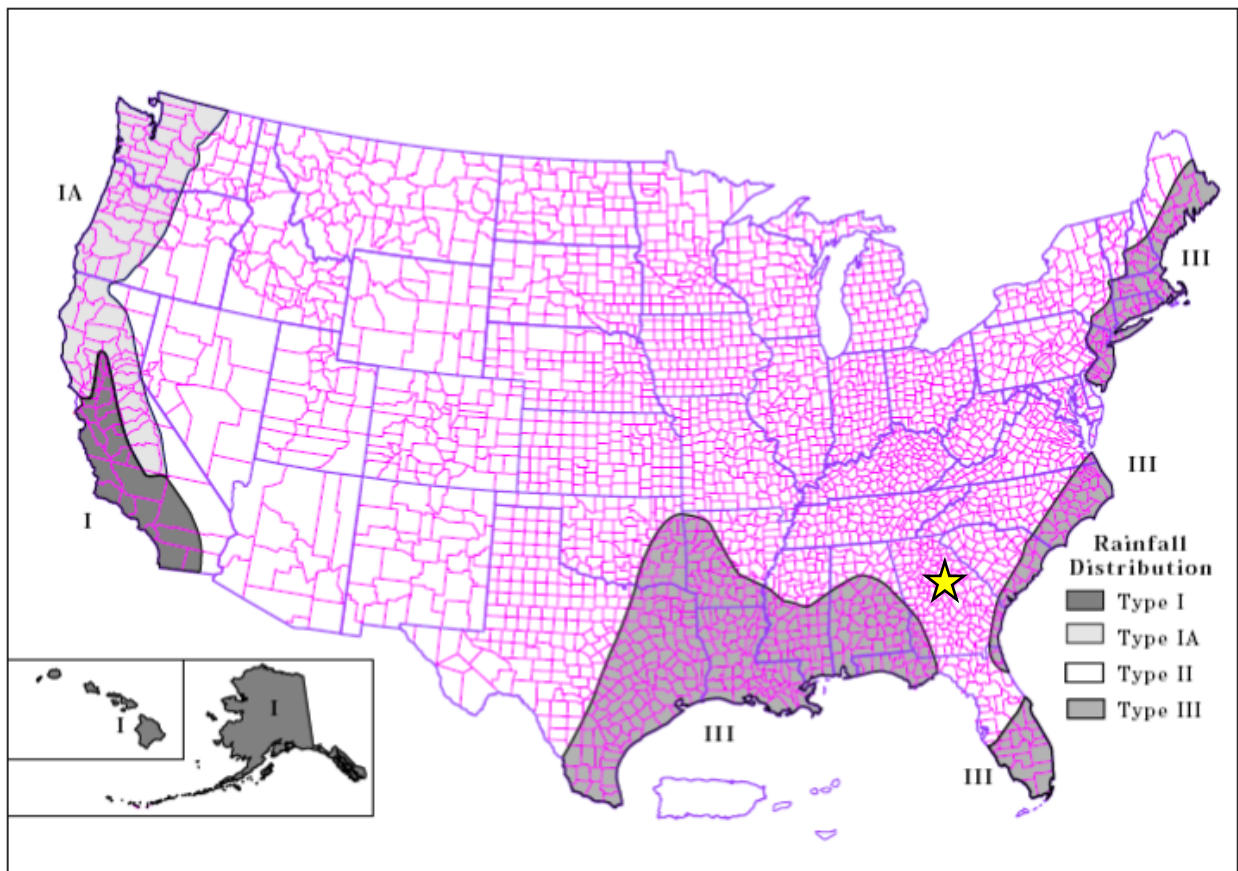 IA
III
III
I
Rainfall
Distribution
Type I
Type IA
Type II
Type III
I
I
III
III